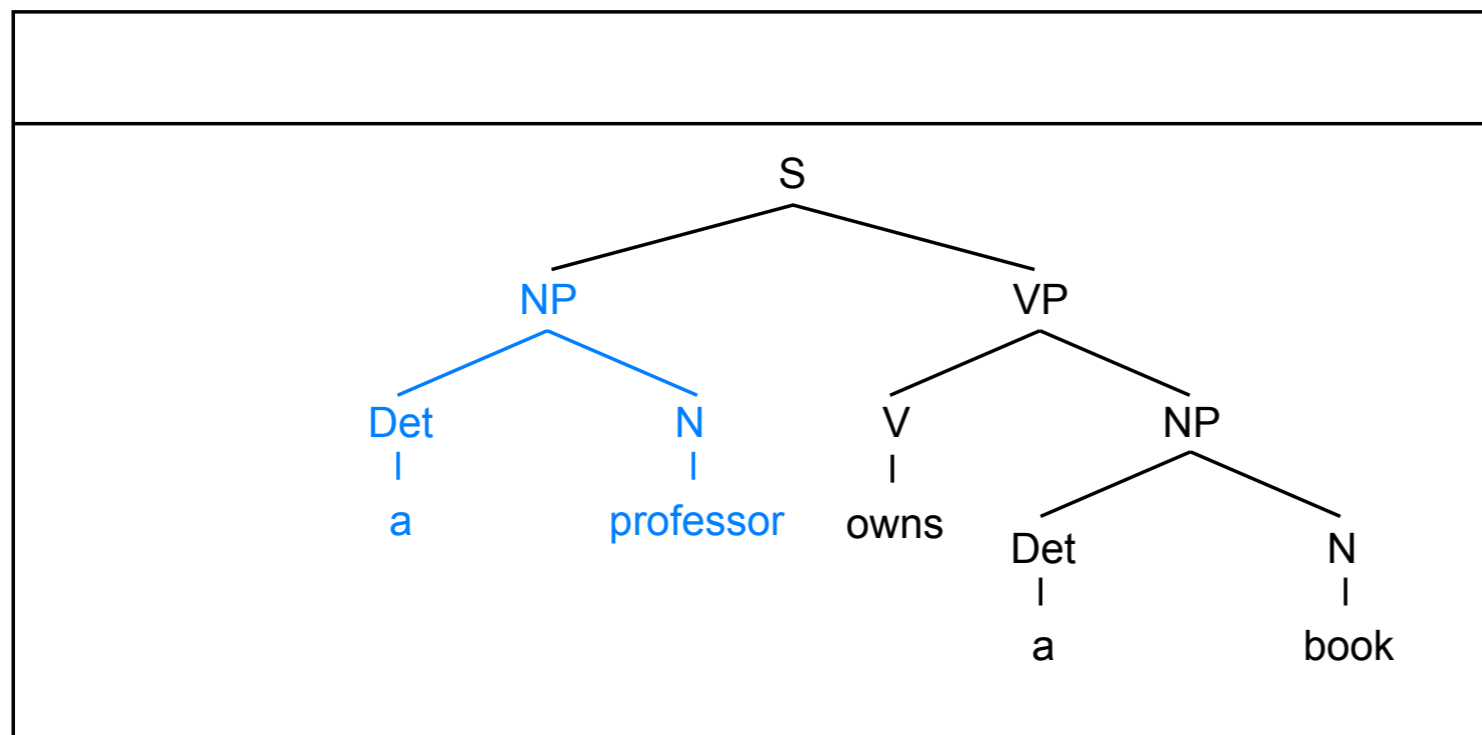 S
NP VP
Det N V NP
a professor owns Det N
a book